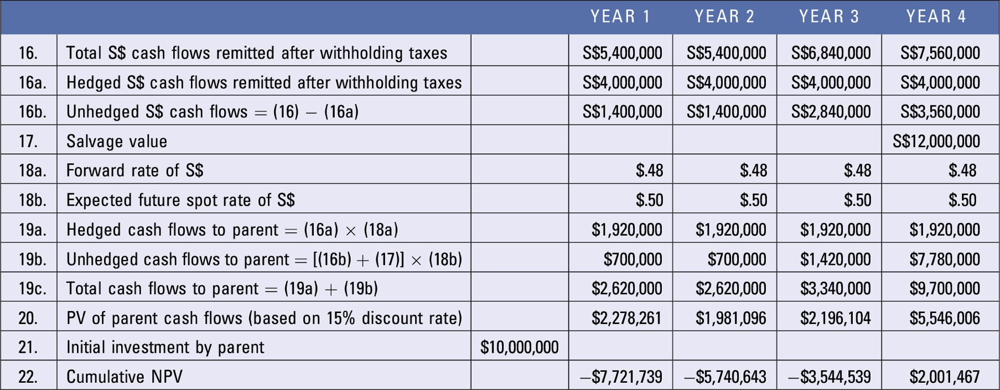 YEAR 1 YEAR 2 YEAR 3 YEAR 4
16. Total S$ cash flows remitted after withholding taxes S$5,400,000 S$5,400,000 S$6,840,000 S$7,560,000
16a. Hedged S$ cash flows remitted after withholding taxes S$4,000,000 S$4,000,000 S$4,000,000 S$4,000,000
16b. Unhedged S$ cash flows = (16) − (16a) S$1,400,000 S$1,400,000 S$2,840,000 S$3,560,000
17. Salvage value S$12,000,000
18a. Forward rate of S$ $.48 $.48 $.48 $.48
18b. Expected future spot rate of S$ $.50 $.50 $.50 $.50
19a. Hedged cash flows to parent = (16a) × (18a) $1,920,000 $1,920,000 $1,920,000 $1,920,000
19b. Unhedged cash flows to parent = [(16b) + (17)] × (18b) $700,000 $700,000 $1,420,000 $7,780,000
19c. Total cash flows to parent = (19a) + (19b) $2,620,000 $2,620,000 $3,340,000 $9,700,000
20. PV of parent cash flows (based on 15% discount rate) $2,278,261 $1,981,096 $2,196,104 $5,546,006
21. Initial investment by parent $10,000,000
22. Cumulative NPV −$7,721,739 −$5,740,643 −$3,544,539 $2,001,467